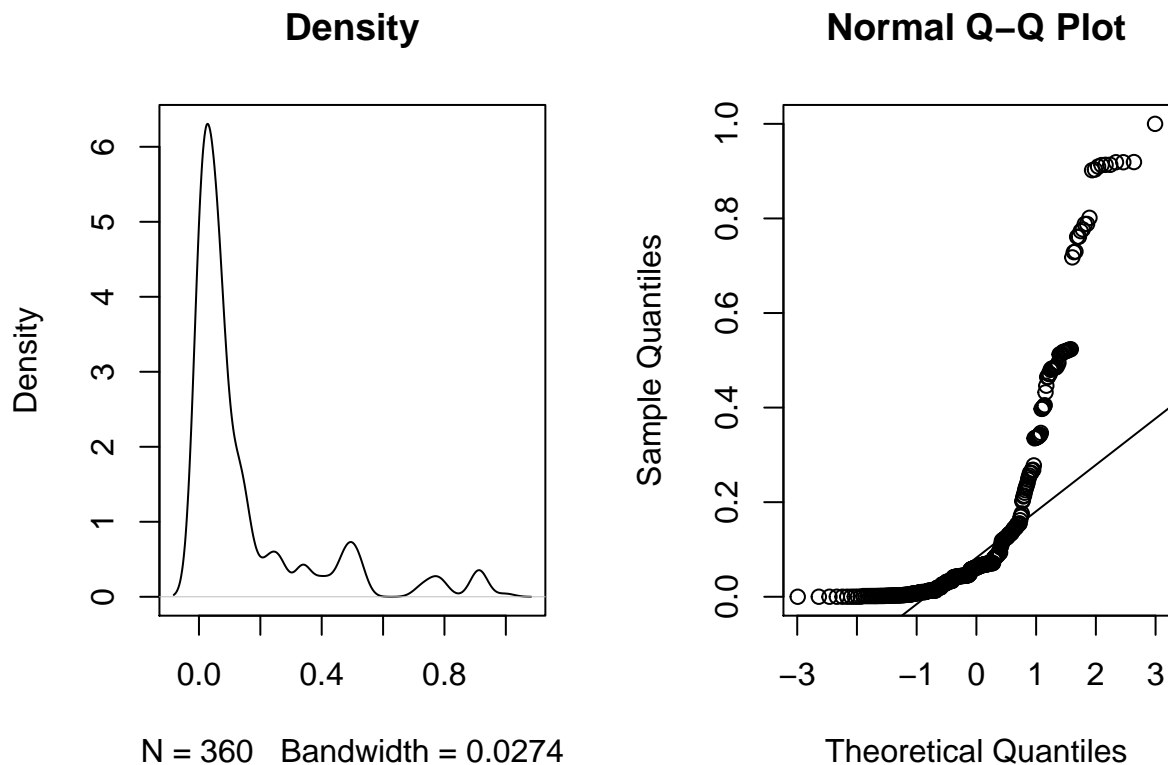 Density
Density
6
5
4
3
2
1
0
0.0 0.4 0.8
N = 360 Bandwidth = 0.0274
Normal Q−Q Plot
Sample Quantiles
1.0
0.8
0.6
0.4
0.2
0.0
−3 −1 0 1 2 3
Theoretical Quantiles